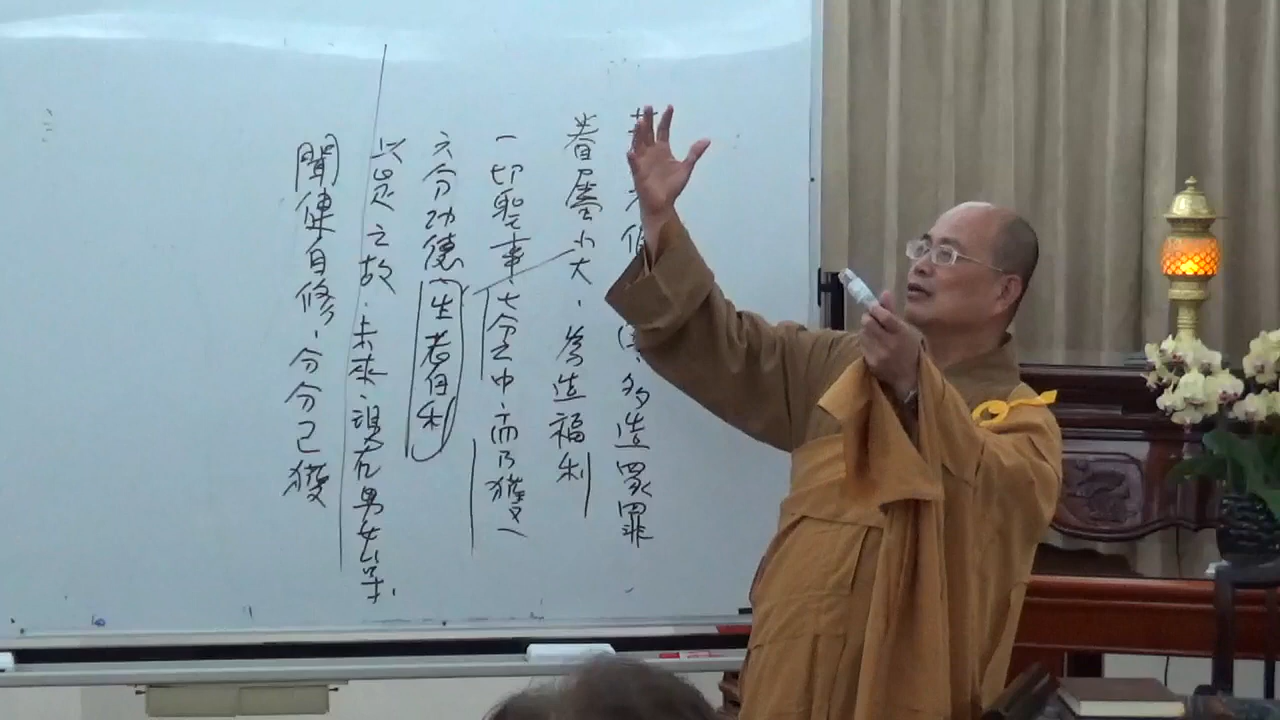 多造眾罪
眷屬小大、為造福利
一切聖事七分之中、而乃獲一
六分功德生者自利
以是之故、未來現在男女等、
聞健自修、分分己獲